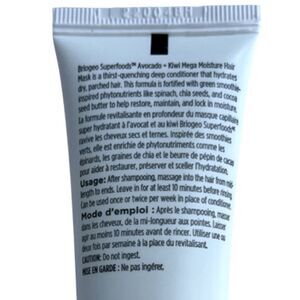 Briogeo Superfoods™ Avocado + Kiwi Mega Moisture Hair
Mask is a thirst-quenching deep conditioner that hydrates
dry, parched hair. This formula is fortified with green smoothie-
inspired phytonutrients like spinach, chia seeds, and cocoa
seed butter to help restore, maintain, and lock in moisture.
La formule revitalisante en profondeur du masque capillaire
super hydratant à l'avocat et au kiwi Briogeo Superfoods™
ravive les cheveux secs et ternes. Inspirée des smoothies
verts, elle est enrichie de phytonutriments comme les
épinards, les graines de chia et le beurre de pépin de cacao
pour aider à restaurer, préserver et sceller l'hydratation.
Usage: After shampooing, massage into the hair from mid-
length to ends. Leave in for at least 10 minutes before rinsing.
Can be used once or twice per week in place of conditioner.
Mode d'emploi : Après le shampooing, masser
dans les cheveux, de la mi-longueur aux pointes. Laisser
agir au moins 10 minutes avant de rincer. Utiliser une ou
deux fois par semaine à la place du revitalisant.
CAUTION: Do not ingest.
MISE EN GARDE : Ne pas ingérer.